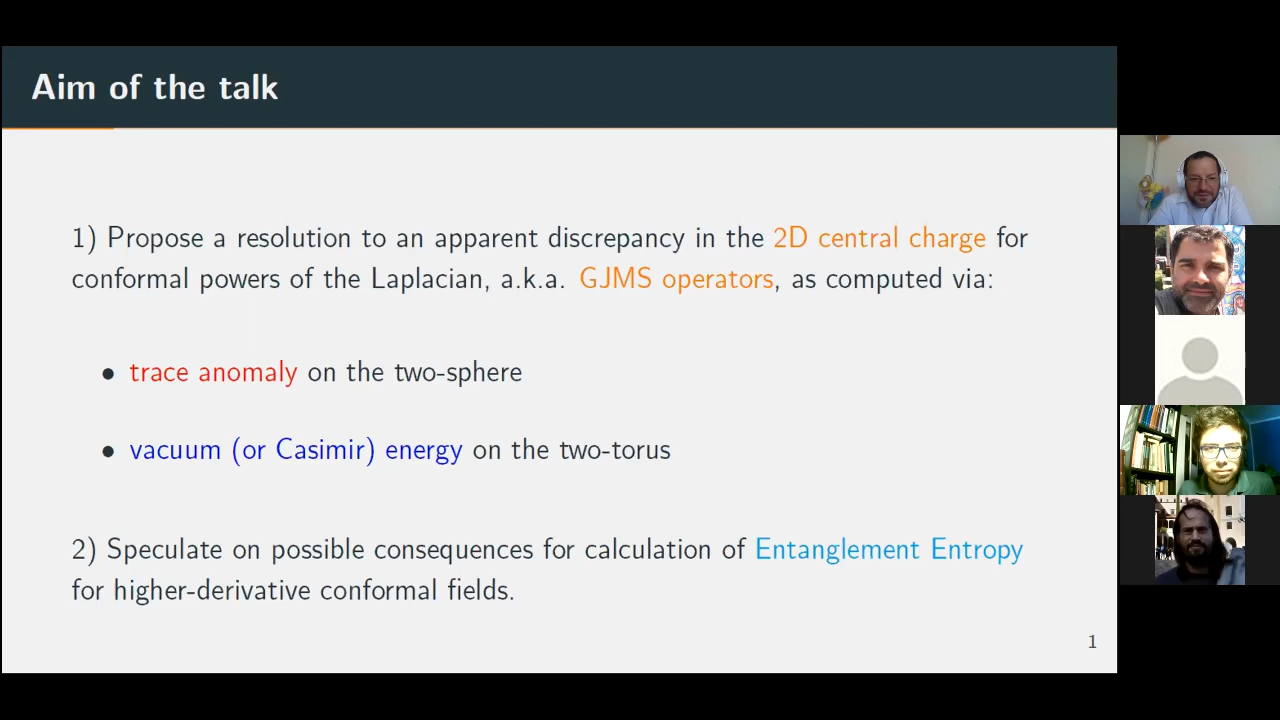 Aim of the talk
1) Propose a resolution to an apparent discrepancy in the 2D central charge for
conformal powers of the Laplacian, a.k.a. GJMS operators, as computed via:
• trace anomaly on the two-sphere
• vacuum (or Casimir) energy on the two-torus
2) Speculate on possible consequences for calculation of Entanglement Entropy
for higher-derivative conformal fields.
1